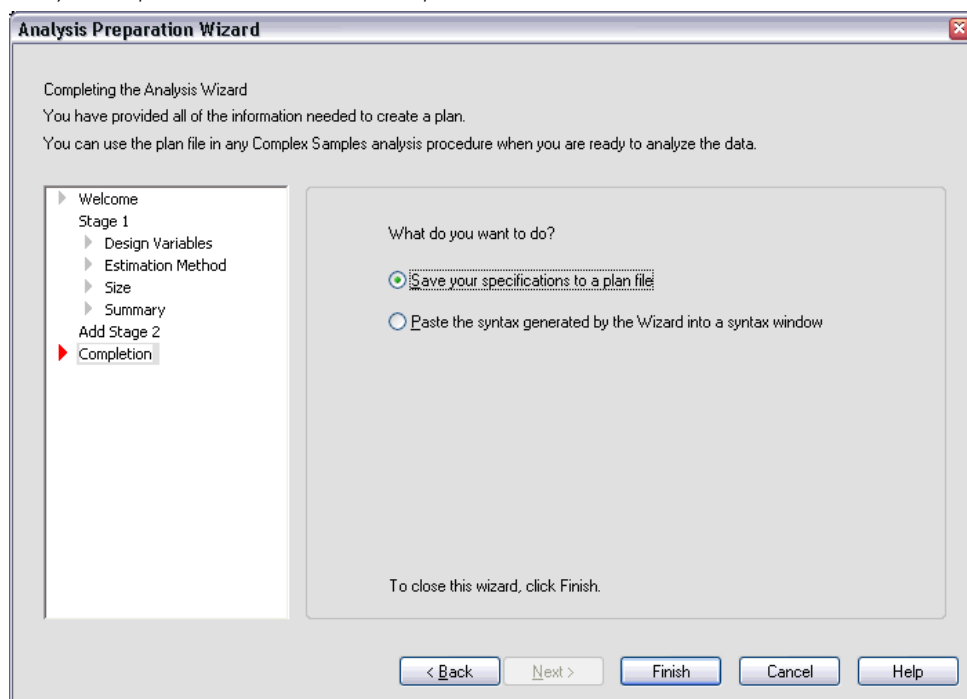 Analysis Preparation Wizard
Completing the Analysis Wizard
You have provided all of the information needed to create a plan.
You can use the plan file in any Complex Samples analysis procedure when you are ready to analyze the data.
Welcome
Stage 1
Design Variables
Estimation Method
Size
Summary
Add Stage 2
Completion
What do you want to do?
Save your specifications to a plan file
Paste the syntax generated by the Wizard into a syntax window
To close this wizard, click Finish.
< Back
Next >
Finish
Cancel
Help